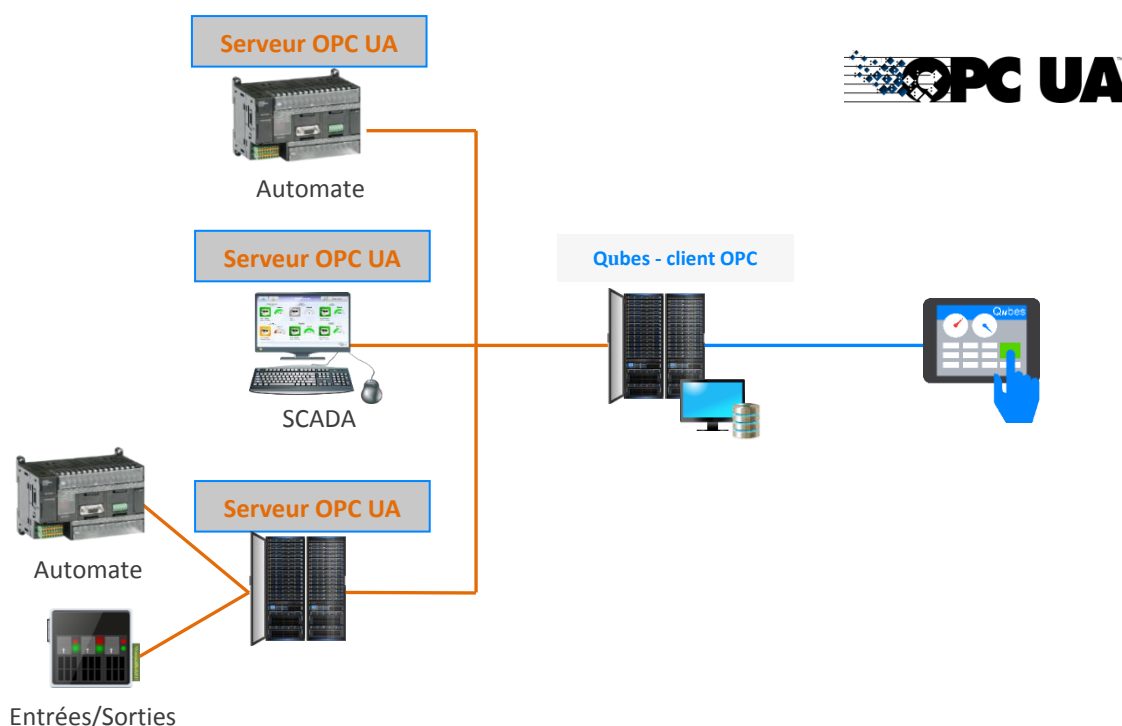 Serveur OPC UA
OPC UA
Automate
Serveur OPC UA
Qubes - client OPC
Qubes
SCADA
Serveur OPC UA
Automate
Entrées/Sorties